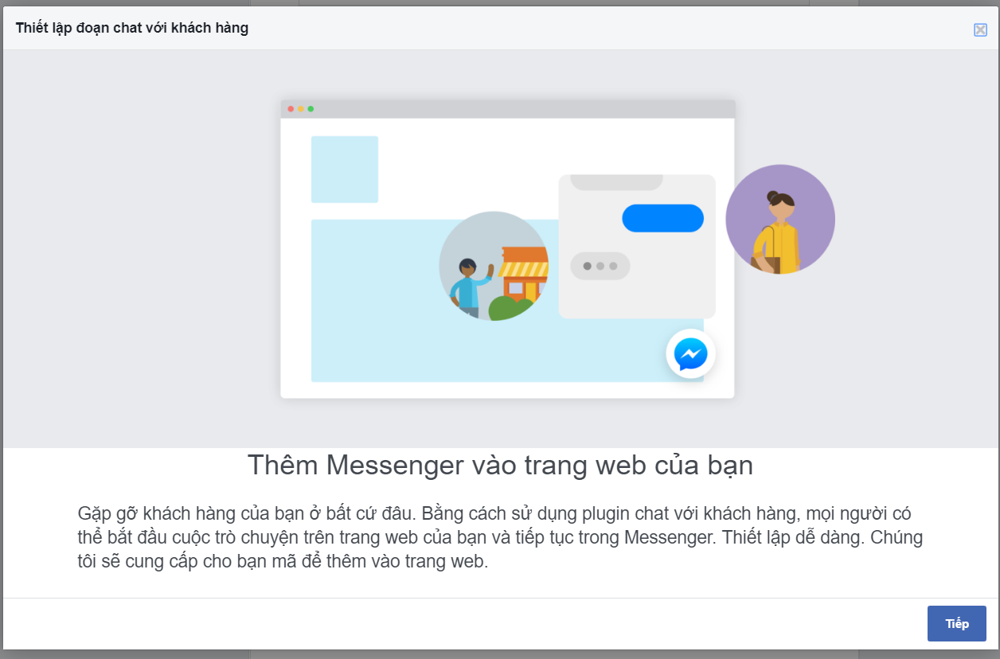 Thiết lập đoạn chat với khách hàng
Thêm Messenger vào trang web của bạn
Gặp gỡ khách hàng của bạn ở bất cứ đâu. Bằng cách sử dụng plugin chat với khách hàng, mọi người có
thể bắt đầu cuộc trò chuyện trên trang web của bạn và tiếp tục trong Messenger. Thiết lập dễ dàng. Chúng
tôi sẽ cung cấp cho bạn mã để thêm vào trang web.
Tiếp